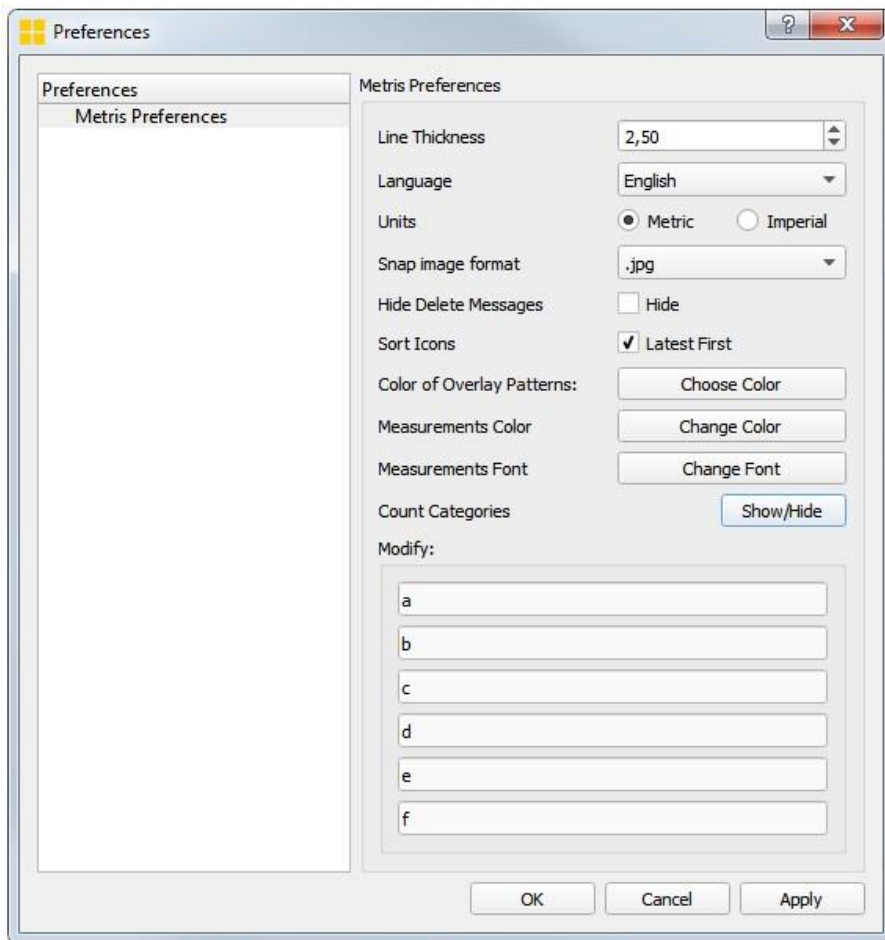 Preferences
Preferences
Metris Preferences
Metris Preferences
Line Thickness 2,50
Language English
Units Metric Imperial
Snap image format .jpg
Hide Delete Messages Hide
Sort Icons Latest First
Color of Overlay Patterns: Choose Color
Measurements Color Change Color
Measurements Font Change Font
Count Categories Show/Hide
Modify:
a
b
c
d
e
f
OK Cancel Apply